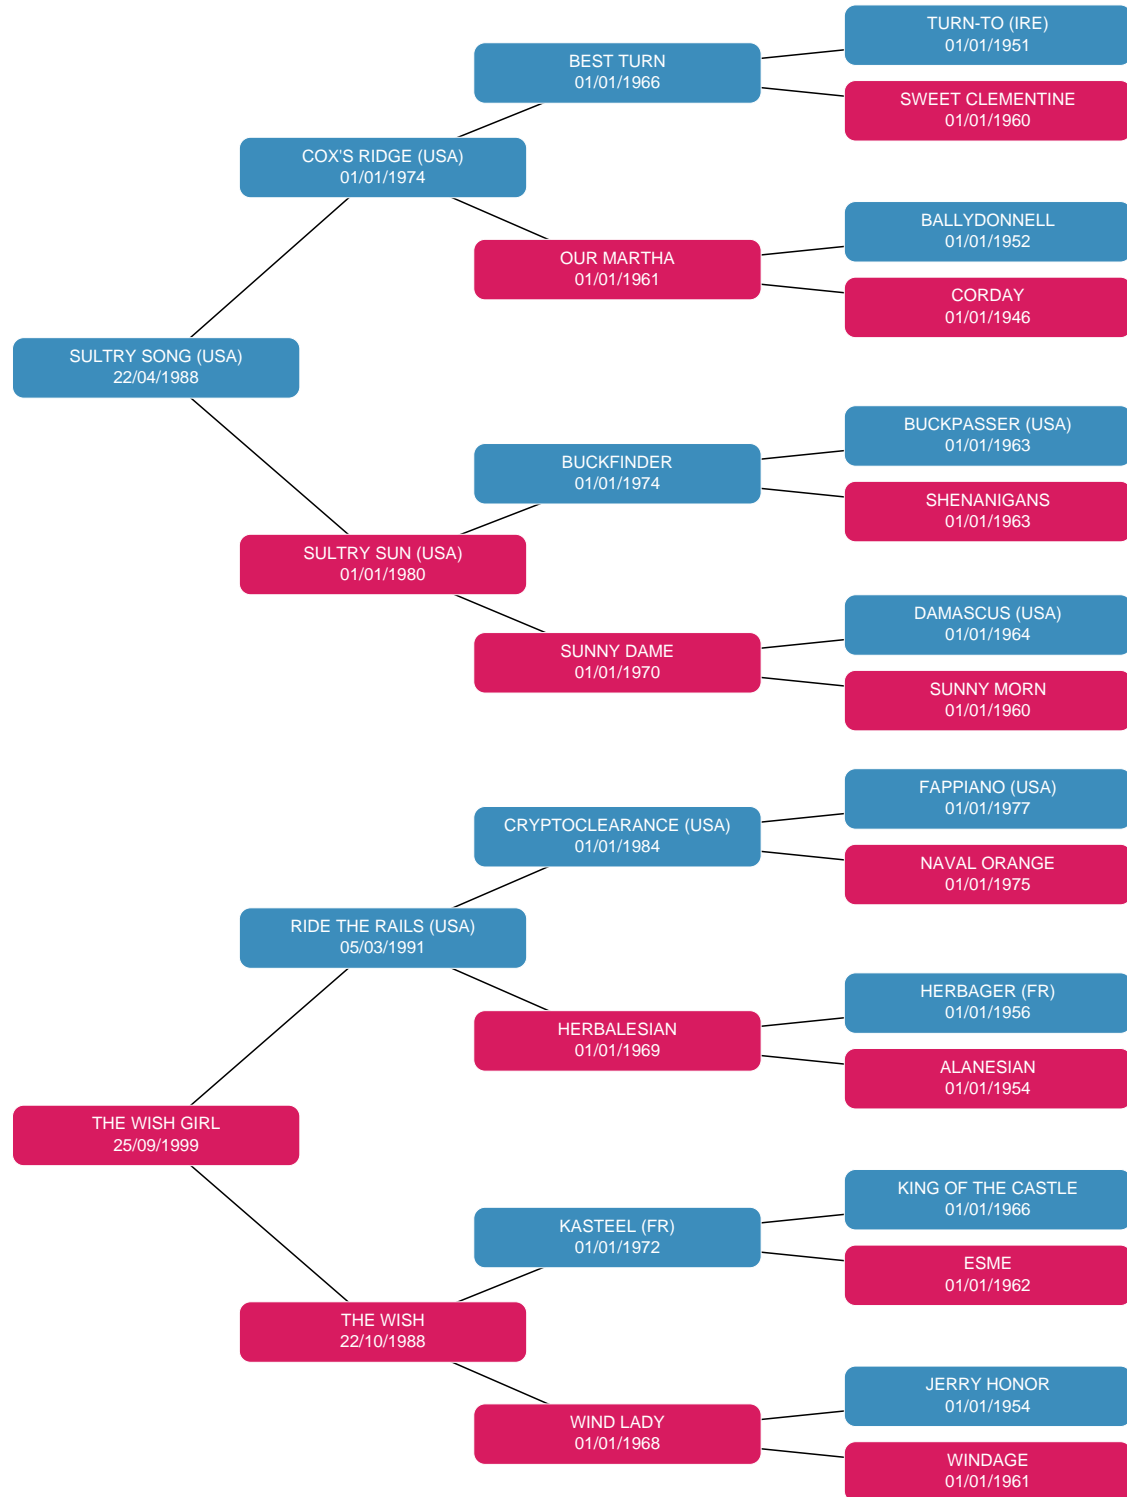 TURN-TO (IRE)
01/01/1951
BEST TURN
01/01/1966
SWEET CLEMENTINE
01/01/1960
COX'S RIDGE (USA)
01/01/1974
BALLYDONNELL
01/01/1952
OUR MARTHA
01/01/1961
CORDAY
01/01/1946
SULTRY SONG (USA)
22/04/1988
BUCKPASSER (USA)
01/01/1963
BUCKFINDER
01/01/1974
SHENANIGANS
01/01/1963
SULTRY SUN (USA)
01/01/1980
DAMASCUS (USA)
01/01/1964
SUNNY DAME
01/01/1970
SUNNY MORN
01/01/1960
FAPPIANO (USA)
01/01/1977
CRYPTOCLEARANCE (USA)
01/01/1984
NAVAL ORANGE
01/01/1975
RIDE THE RAILS (USA)
05/03/1991
HERBAGER (FR)
01/01/1956
HERBALESIAN
01/01/1969
ALANESIAN
01/01/1954
THE WISH GIRL
25/09/1999
KING OF THE CASTLE
01/01/1966
KASTEEL (FR)
01/01/1972
ESME
01/01/1962
THE WISH
22/10/1988
JERRY HONOR
01/01/1954
WIND LADY
01/01/1968
WINDAGE
01/01/1961